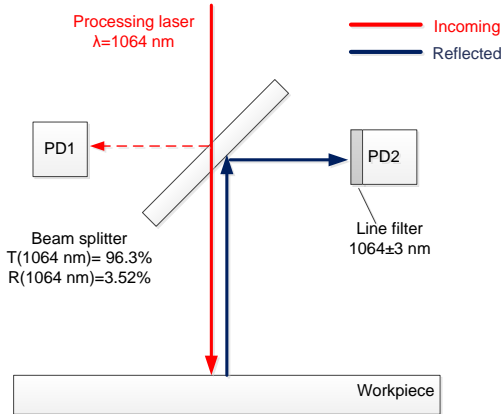 Processing laser
λ=1064 nm
Incoming
Reflected
PD1
PD2
Beam splitter
T(1064 nm)= 96.3%
R(1064 nm)=3.52%
Line filter
1064±3 nm
Workpiece